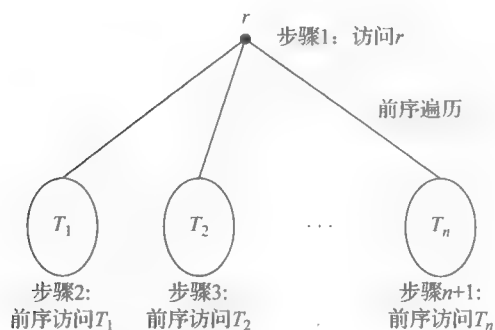 r
步骤1：访问r
前序遍历
T₁
T₂
···
Tₙ
步骤2:
前序访问T₁
步骤3:
前序访问T₂
步骤n+1:
前序访问Tₙ